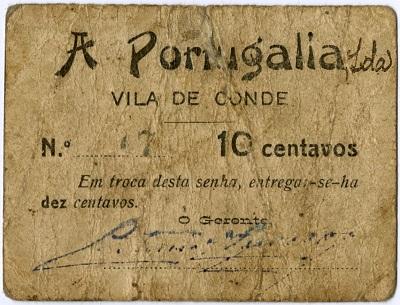 A Portugalia, Lda
VILA DE CONDE
N.º 17 10 centavos
Em troca desta senha, entregar-se-ha
dez centavos.
O Gerente